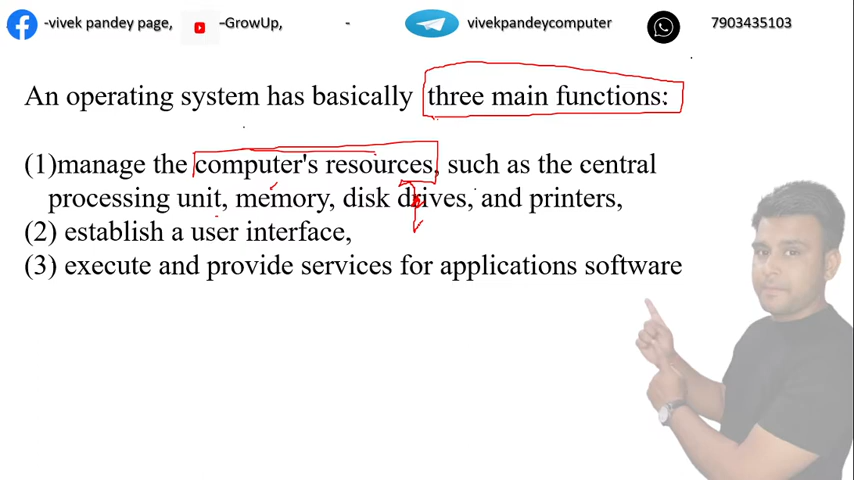 -vivek pandey page, -GrowUp, - vivekpandeycomputer 7903435103
An operating system has basically three main functions:
(1)manage the computer's resources, such as the central
processing unit, memory, disk drives, and printers,
(2) establish a user interface,
(3) execute and provide services for applications software